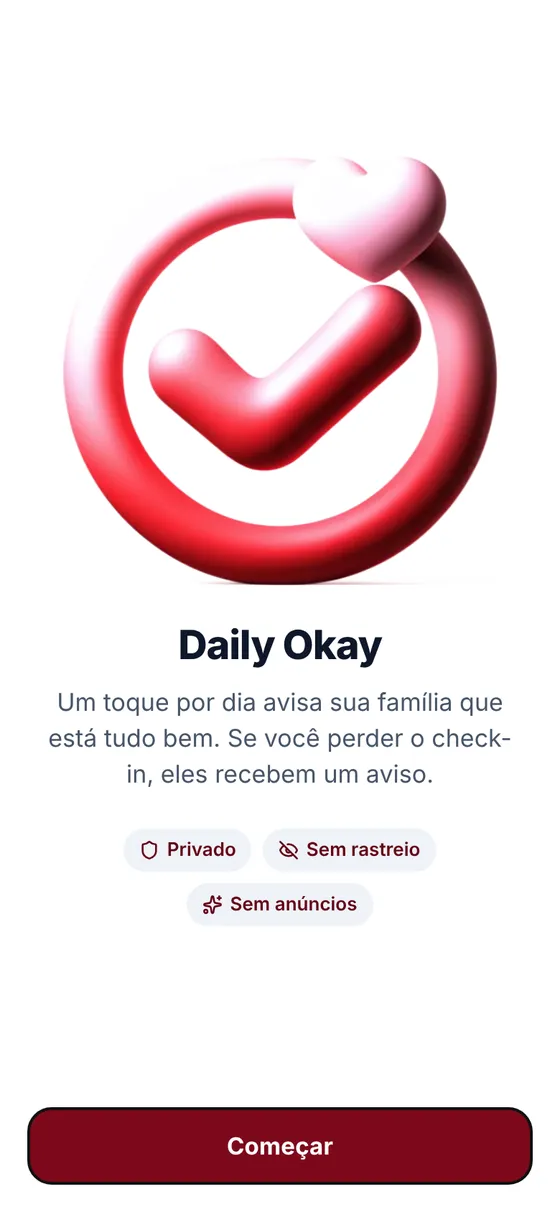 Daily Okay
Um toque por dia avisa sua família que
está tudo bem. Se você perder o check-
in, eles recebem um aviso.
Privado
Sem rastreio
Sem anúncios
Começar